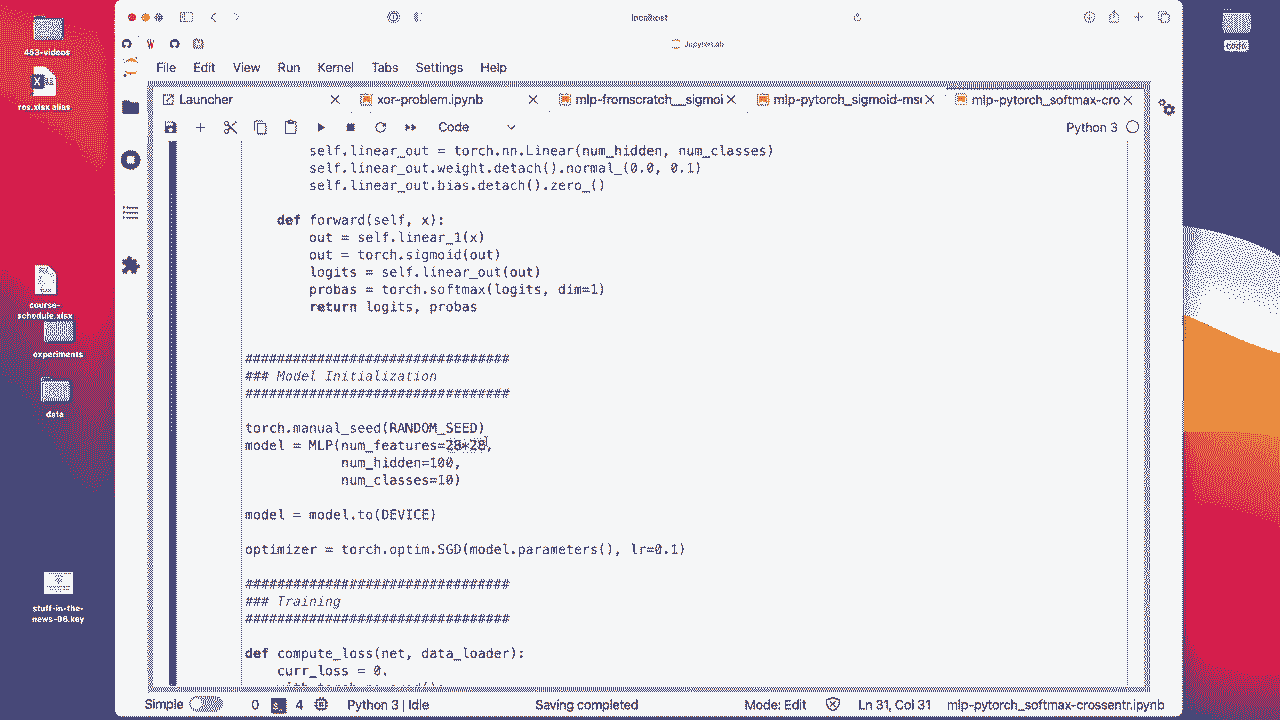 localhost
453-videos
res.xlsx alias
course-
schedule.xlsx
experiments
data
stuff-in-the-
news-06.key
code
JupyterLab
File Edit View Run Kernel Tabs Settings Help
Launcher
xor-problem.ipynb
mlp-fromscratch__sigmoi
mlp-pytorch_sigmoid-mse
mlp-pytorch_softmax-cro
Code
Python 3
self.linear_out = torch.nn.Linear(num_hidden, num_classes)
self.linear_out.weight.detach().normal_(0.0, 0.1)
self.linear_out.bias.detach().zero_()
def forward(self, x):
out = self.linear_1(x)
out = torch.sigmoid(out)
logits = self.linear_out(out)
probas = torch.softmax(logits, dim=1)
return logits, probas
#################################
### Model Initialization
#################################
torch.manual_seed(RANDOM_SEED)
model = MLP(num_features=28*28,
num_hidden=100,
num_classes=10)
model = model.to(DEVICE)
optimizer = torch.optim.SGD(model.parameters(), lr=0.1)
#################################
### Training
#################################
def compute_loss(net, data_loader):
curr_loss = 0.
Simple 0 4 Python 3 | Idle Saving completed Mode: Edit Ln 31, Col 31 mlp-pytorch_softmax-crossentr.ipynb